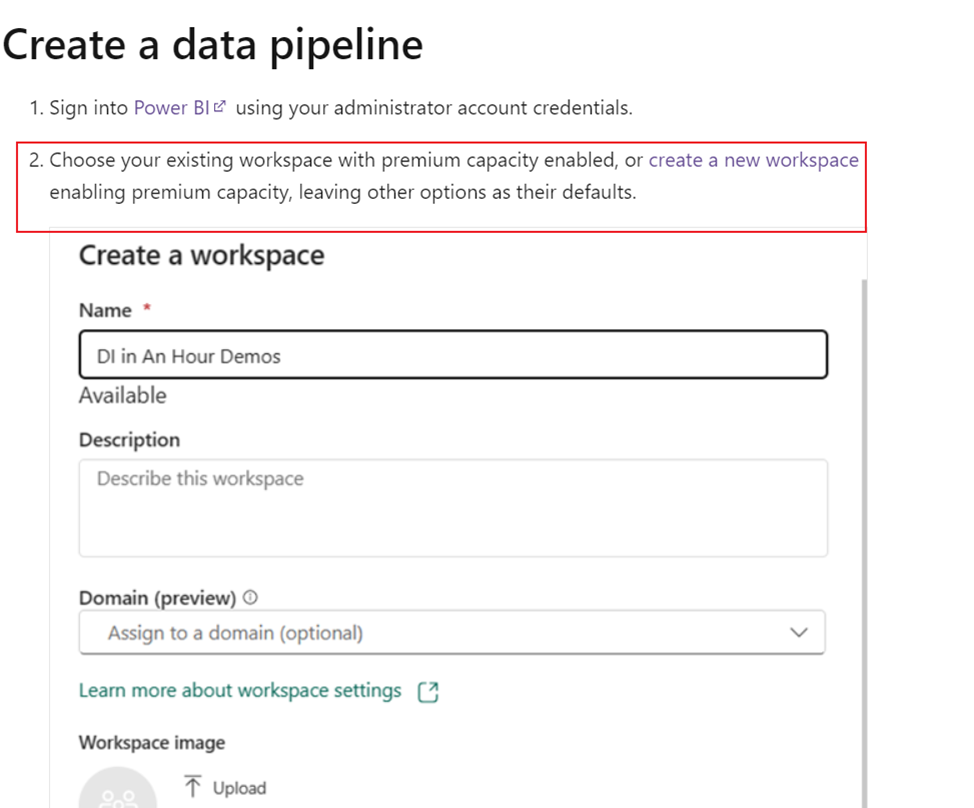 Create a data pipeline
1. Sign into Power BI using your administrator account credentials.
2. Choose your existing workspace with premium capacity enabled, or create a new workspace
enabling premium capacity, leaving other options as their defaults.
Create a workspace
Name *
DI in An Hour Demos
Available
Description
Describe this workspace
Domain (preview)
Assign to a domain (optional)
Learn more about workspace settings
Workspace image
Upload